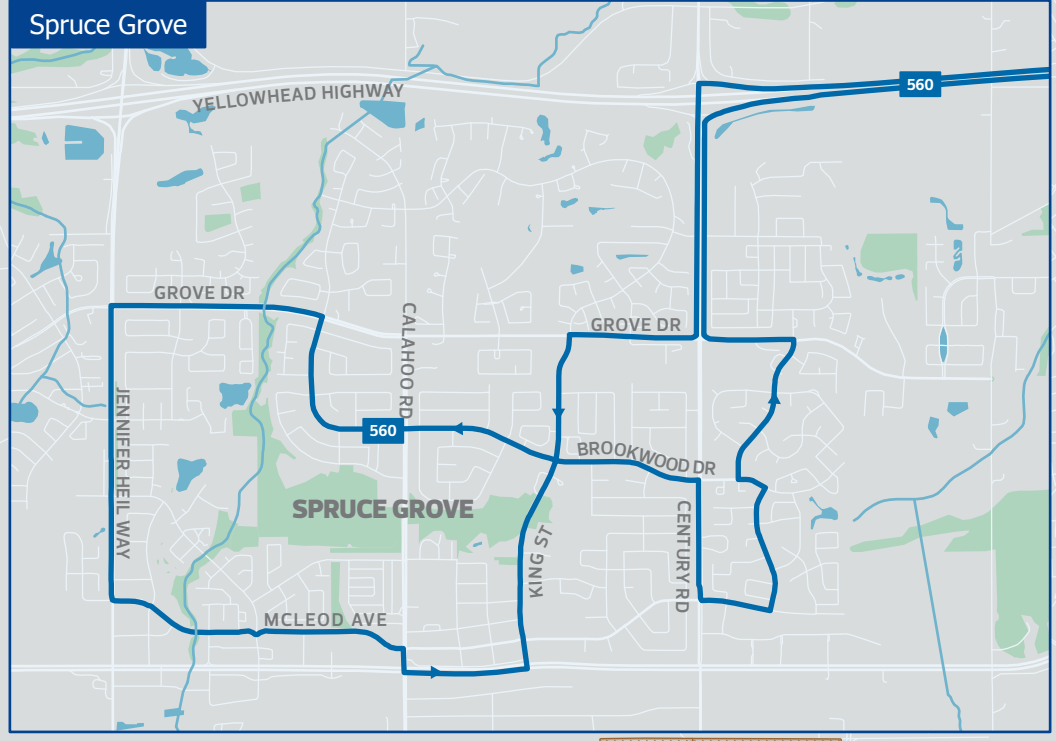 Spruce Grove
YELLOWHEAD HIGHWAY
560
GROVE DR
CALAHOO RD
GROVE DR
JENNIFER HEIL WAY
560
BROOKWOOD DR
SPRUCE GROVE
CENTURY RD
KING ST
MCLEOD AVE